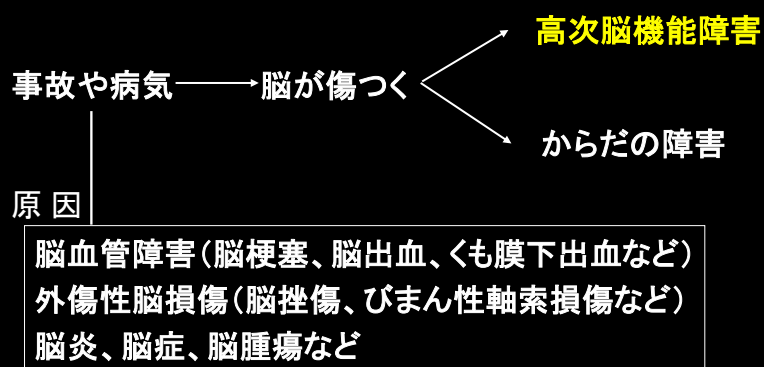 高次脳機能障害
事故や病気 脳が傷つく
からだの障害
原因
脳血管障害（脳梗塞、脳出血、くも膜下出血など）
外傷性脳損傷（脳挫傷、びまん性軸索損傷など）
脳炎、脳症、脳腫瘍など